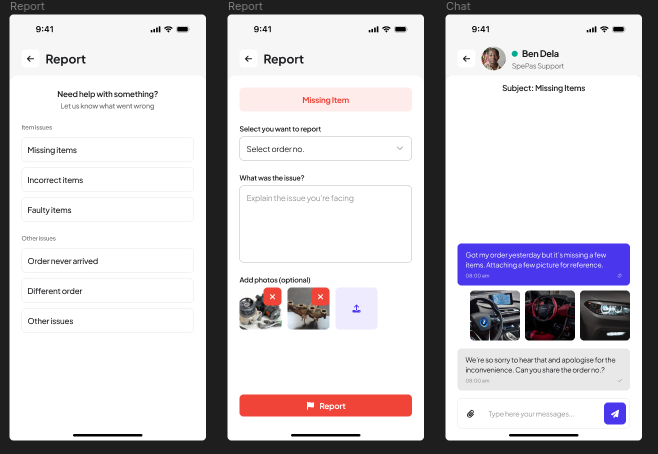 Report
9:41
Report
Need help with something?
Let us know what went wrong
Item issues
Missing items
Incorrect items
Faulty items
Other issues
Order never arrived
Different order
Other issues
Report
9:41
Report
Missing Item
Select you want to report
Select order no.
What was the issue?
Explain the issue you're facing
Add photos (optional)
Report
Chat
9:41
Ben Dela
SpePas Support
Subject: Missing Items
Got my order yesterday but it's missing a few
items. Attaching a few picture for reference.
08:00 am
We're so sorry to hear that and apologise for the
inconvenience. Can you share the order no.?
08:00 am
Type here your messages...